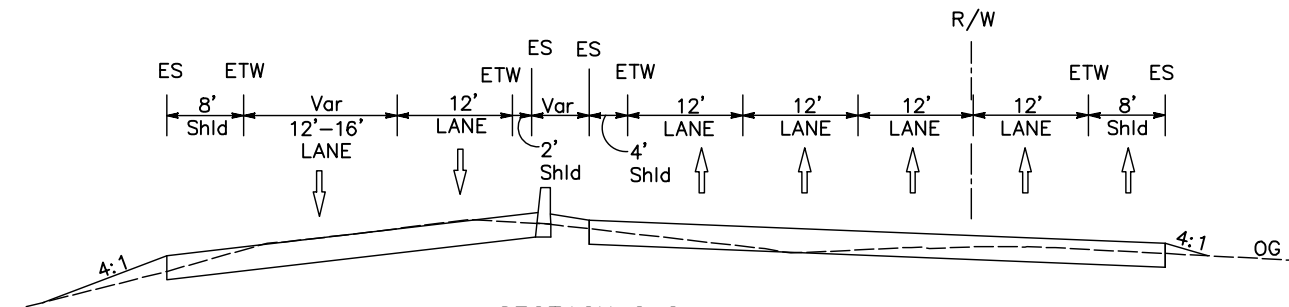 R/W
ES ES
ES ETW ETW ETW ETW ES
8' Var 12' Var 12' 12' 12' 12' 8'
Shld 12'-16' LANE LANE LANE LANE LANE Shld
LANE 2' 4'
Shld Shld
4:1 4:1 OG